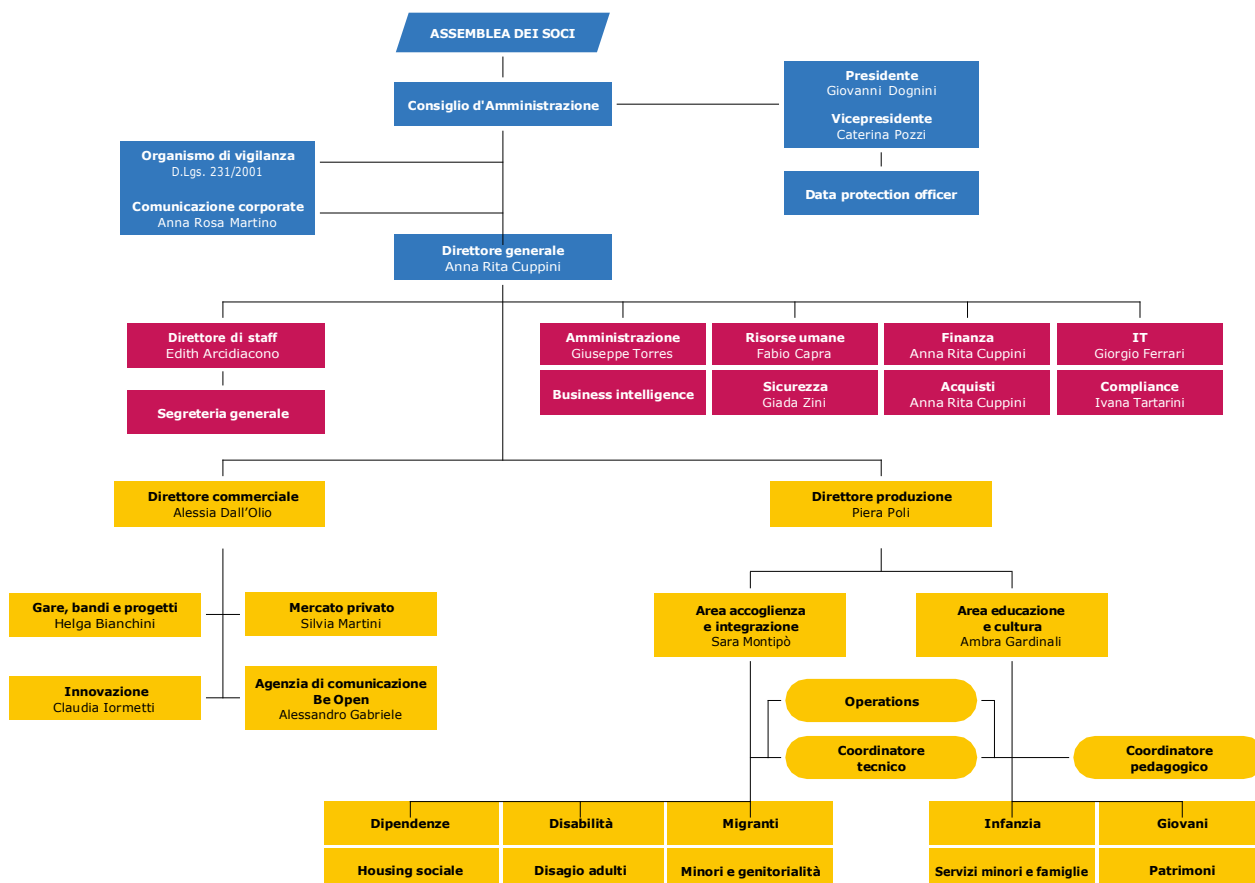 ASSEMBLEA DEI SOCI
Consiglio d'Amministrazione
Presidente
Giovanni Dognini
Vicepresidente
Caterina Pozzi
Organismo di vigilanza
D.Lgs. 231/2001
Comunicazione corporate
Anna Rosa Martino
Data protection officer
Direttore generale
Anna Rita Cuppini
Direttore di staff
Edith Arcidiacono
Segreteria generale
Amministrazione
Giuseppe Torres
Risorse umane
Fabio Capra
Finanza
Anna Rita Cuppini
IT
Giorgio Ferrari
Business intelligence
Sicurezza
Giada Zini
Acquisti
Anna Rita Cuppini
Compliance
Ivana Tartarini
Direttore commerciale
Alessia Dall’Olio
Direttore produzione
Piera Poli
Gare, bandi e progetti
Helga Bianchini
Mercato privato
Silvia Martini
Innovazione
Claudia Iormetti
Agenzia di comunicazione
Be Open
Alessandro Gabriele
Area accoglienza
e integrazione
Sara Montipò
Area educazione
e cultura
Ambra Gardinali
Operations
Coordinatore
tecnico
Coordinatore
pedagogico
Dipendenze
Disabilità
Migranti
Infanzia
Giovani
Housing sociale
Disagio adulti
Minori e genitorialità
Servizi minori e famiglie
Patrimoni